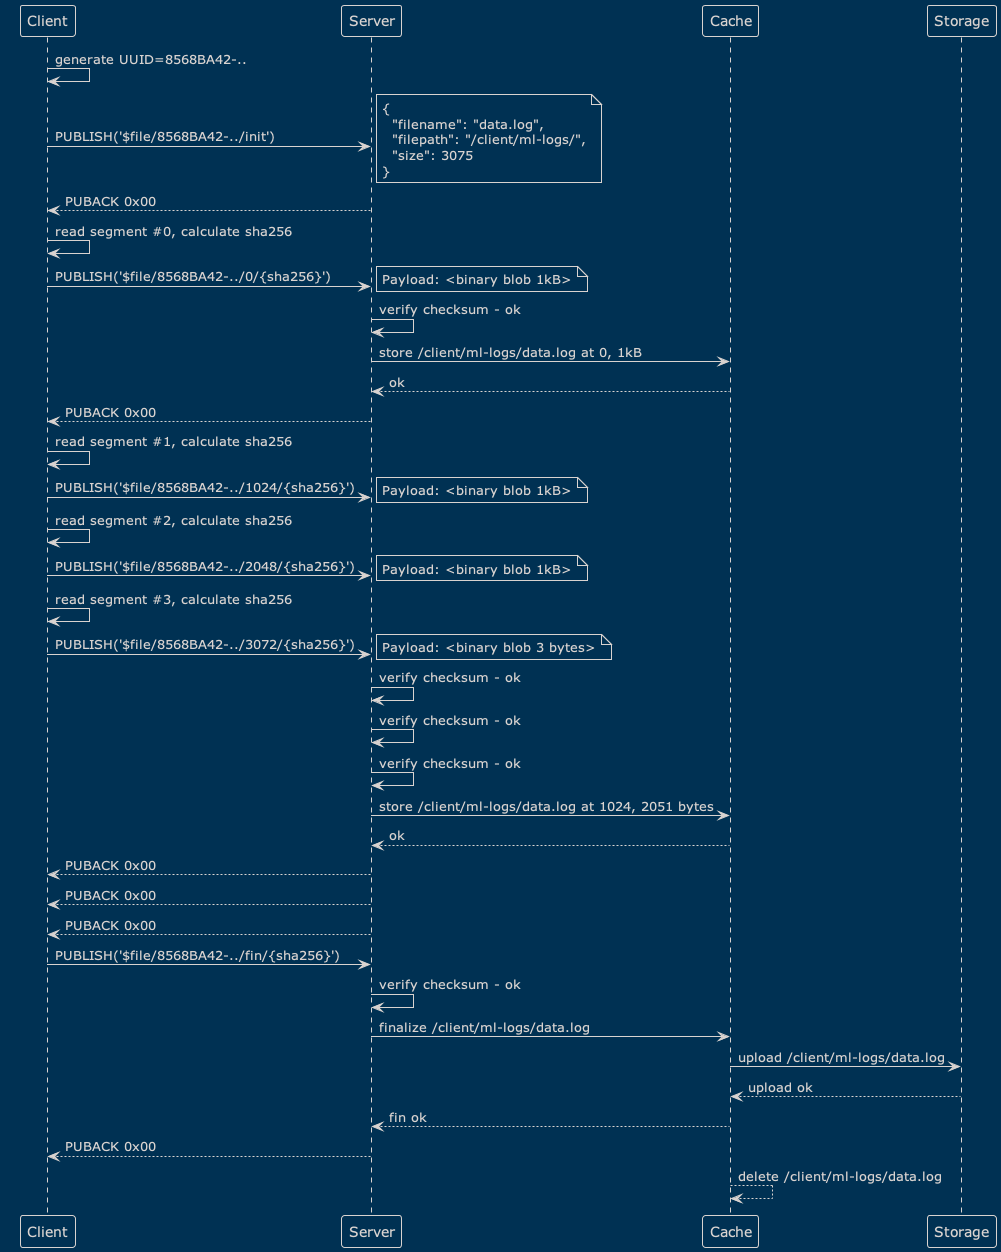 Client
Server
Cache
Storage
generate UUID=8568BA42-..
{
"filename": "data.log",
"filepath": "/client/ml-logs/",
"size": 3075
}
PUBLISH('$file/8568BA42-../init')
PUBACK 0x00
read segment #0, calculate sha256
PUBLISH('$file/8568BA42-../0/{sha256}')
Payload: <binary blob 1kB>
verify checksum - ok
store /client/ml-logs/data.log at 0, 1kB
ok
PUBACK 0x00
read segment #1, calculate sha256
PUBLISH('$file/8568BA42-../1024/{sha256}')
Payload: <binary blob 1kB>
read segment #2, calculate sha256
PUBLISH('$file/8568BA42-../2048/{sha256}')
Payload: <binary blob 1kB>
read segment #3, calculate sha256
PUBLISH('$file/8568BA42-../3072/{sha256}')
Payload: <binary blob 3 bytes>
verify checksum - ok
verify checksum - ok
verify checksum - ok
store /client/ml-logs/data.log at 1024, 2051 bytes
ok
PUBACK 0x00
PUBACK 0x00
PUBACK 0x00
PUBLISH('$file/8568BA42-../fin/{sha256}')
verify checksum - ok
finalize /client/ml-logs/data.log
upload /client/ml-logs/data.log
upload ok
fin ok
PUBACK 0x00
delete /client/ml-logs/data.log
Client
Server
Cache
Storage